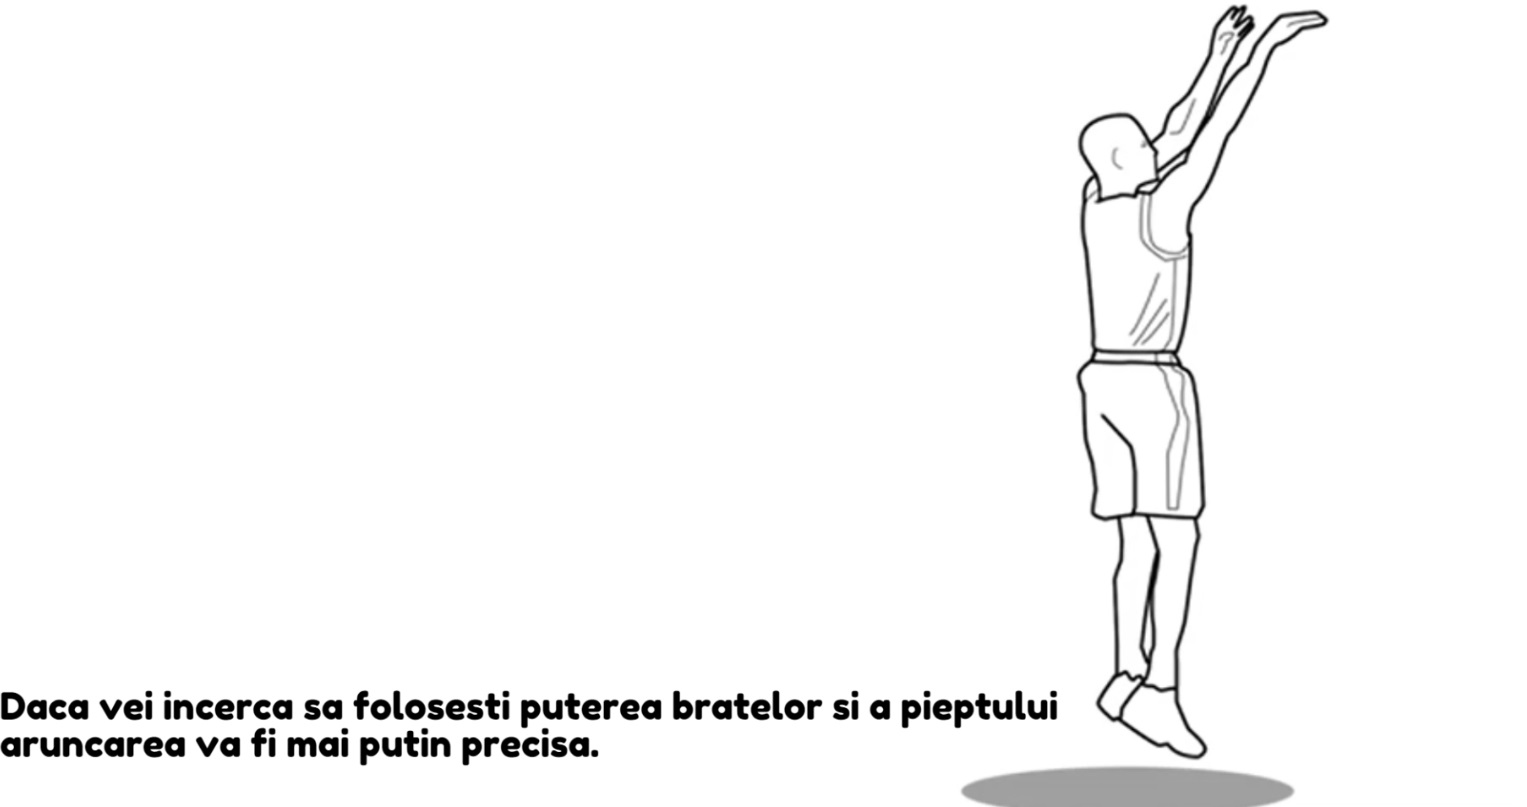 Daca vei incerca sa folosesti puterea bratelor si a pieptului
aruncarea va fi mai putin precisa.